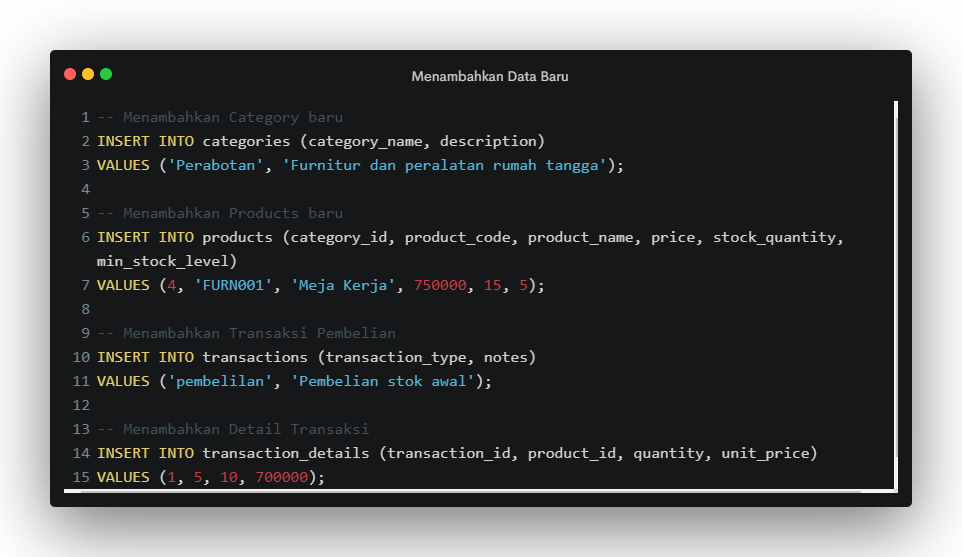 Menambahkan Data Baru
1 -- Menambahkan Category baru
2 INSERT INTO categories (category_name, description)
3 VALUES ('Perabotan', 'Furnitur dan peralatan rumah tangga');
4
5 -- Menambahkan Products baru
6 INSERT INTO products (category_id, product_code, product_name, price, stock_quantity,
min_stock_level)
7 VALUES (4, 'FURN001', 'Meja Kerja', 750000, 15, 5);
8
9 -- Menambahkan Transaksi Pembelian
10 INSERT INTO transactions (transaction_type, notes)
11 VALUES ('pembelilan', 'Pembelian stok awal');
12
13 -- Menambahkan Detail Transaksi
14 INSERT INTO transaction_details (transaction_id, product_id, quantity, unit_price)
15 VALUES (1, 5, 10, 700000);